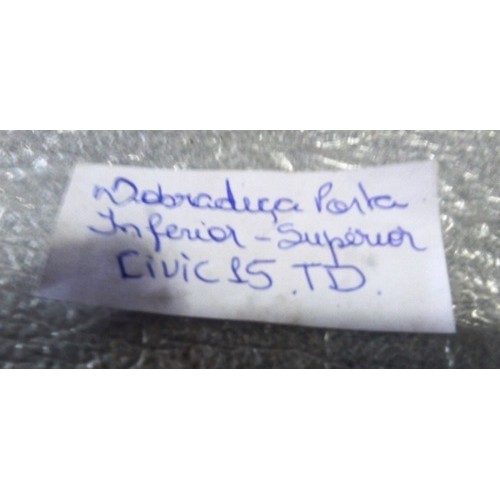 Dobradiça Porta
Inferior - Superior
Civic 15 TD.